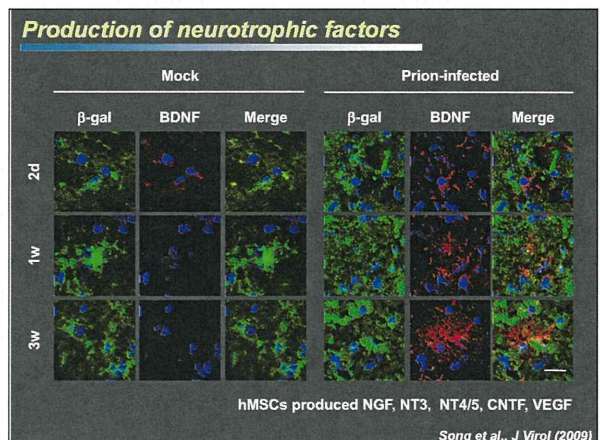 Production of neurotrophic factors
Mock Prion-infected
β-gal BDNF Merge β-gal BDNF Merge
2d
1w
3w
hMSCs produced NGF, NT3, NT4/5, CNTF, VEGF
Song et al., J Virol (2009)